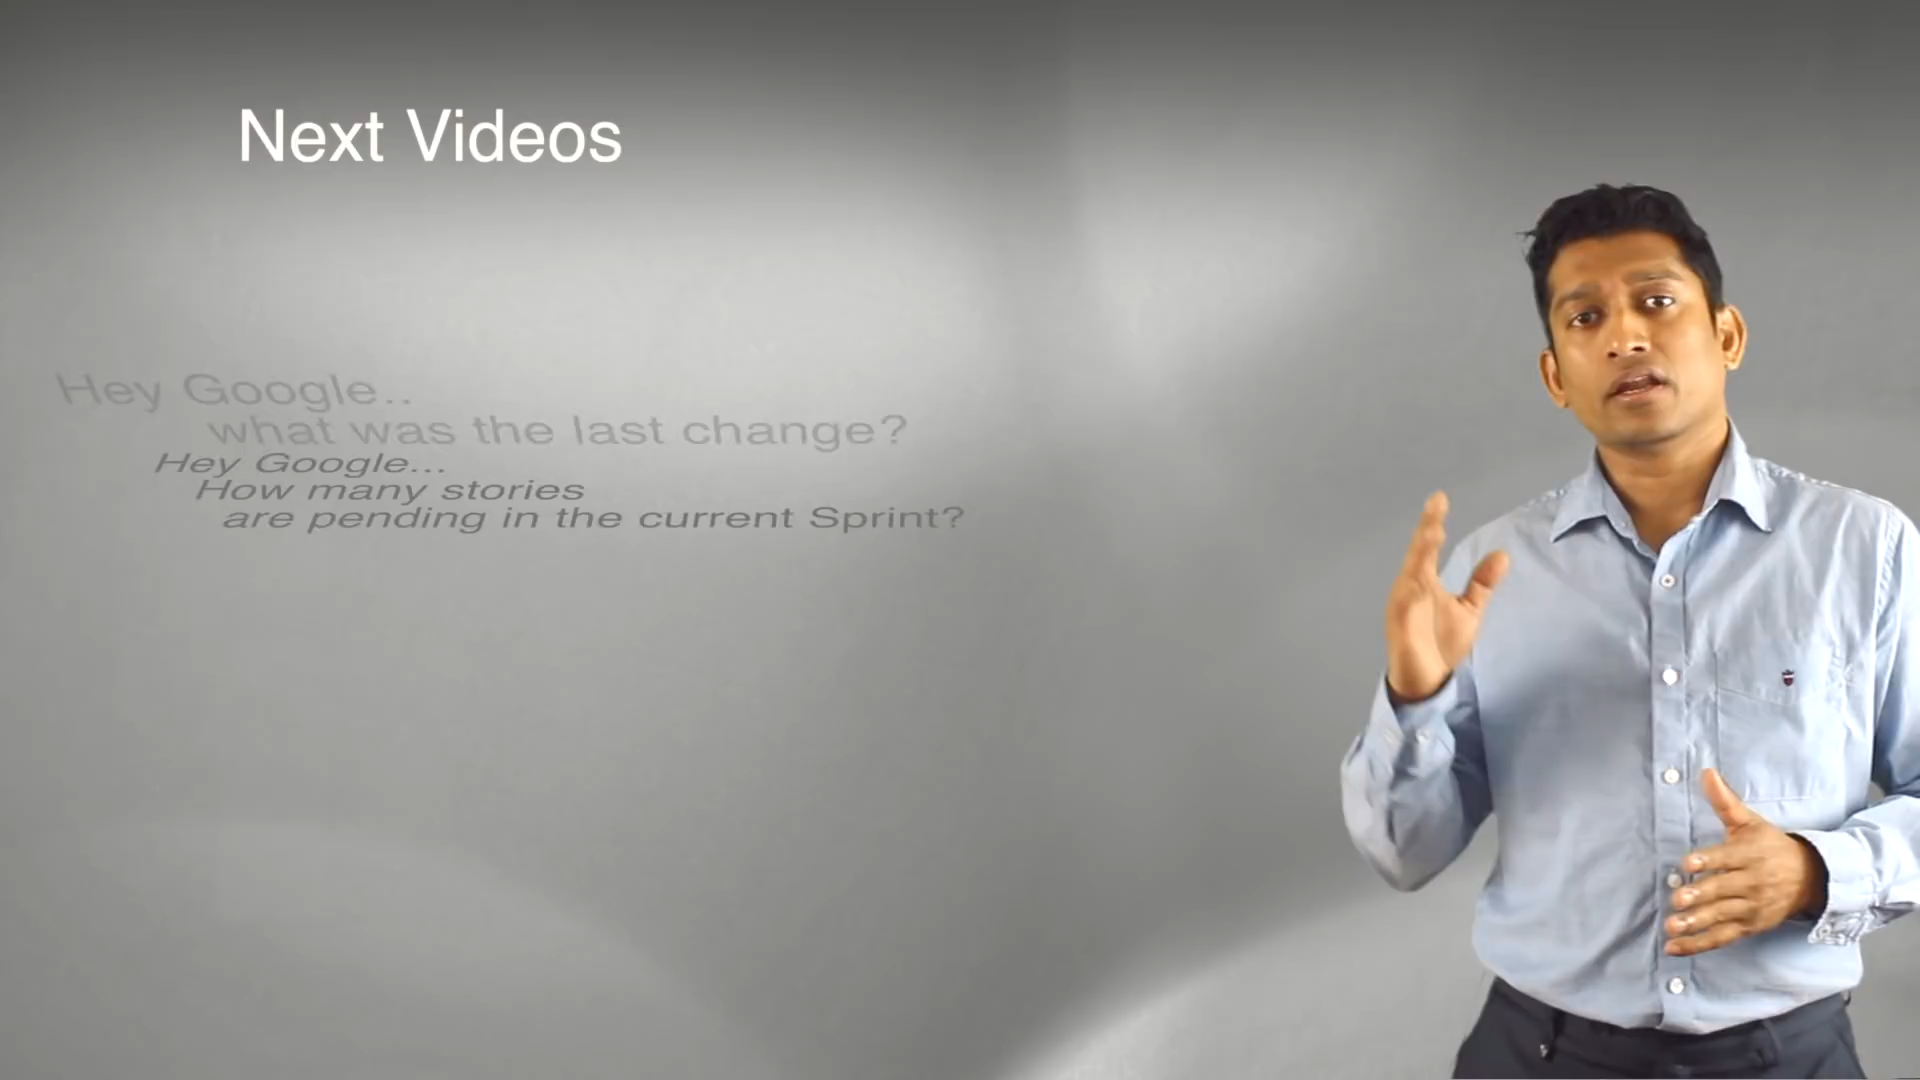 Next Videos
Hey Google..
what was the last change?
Hey Google...
How many stories
are pending in the current Sprint?